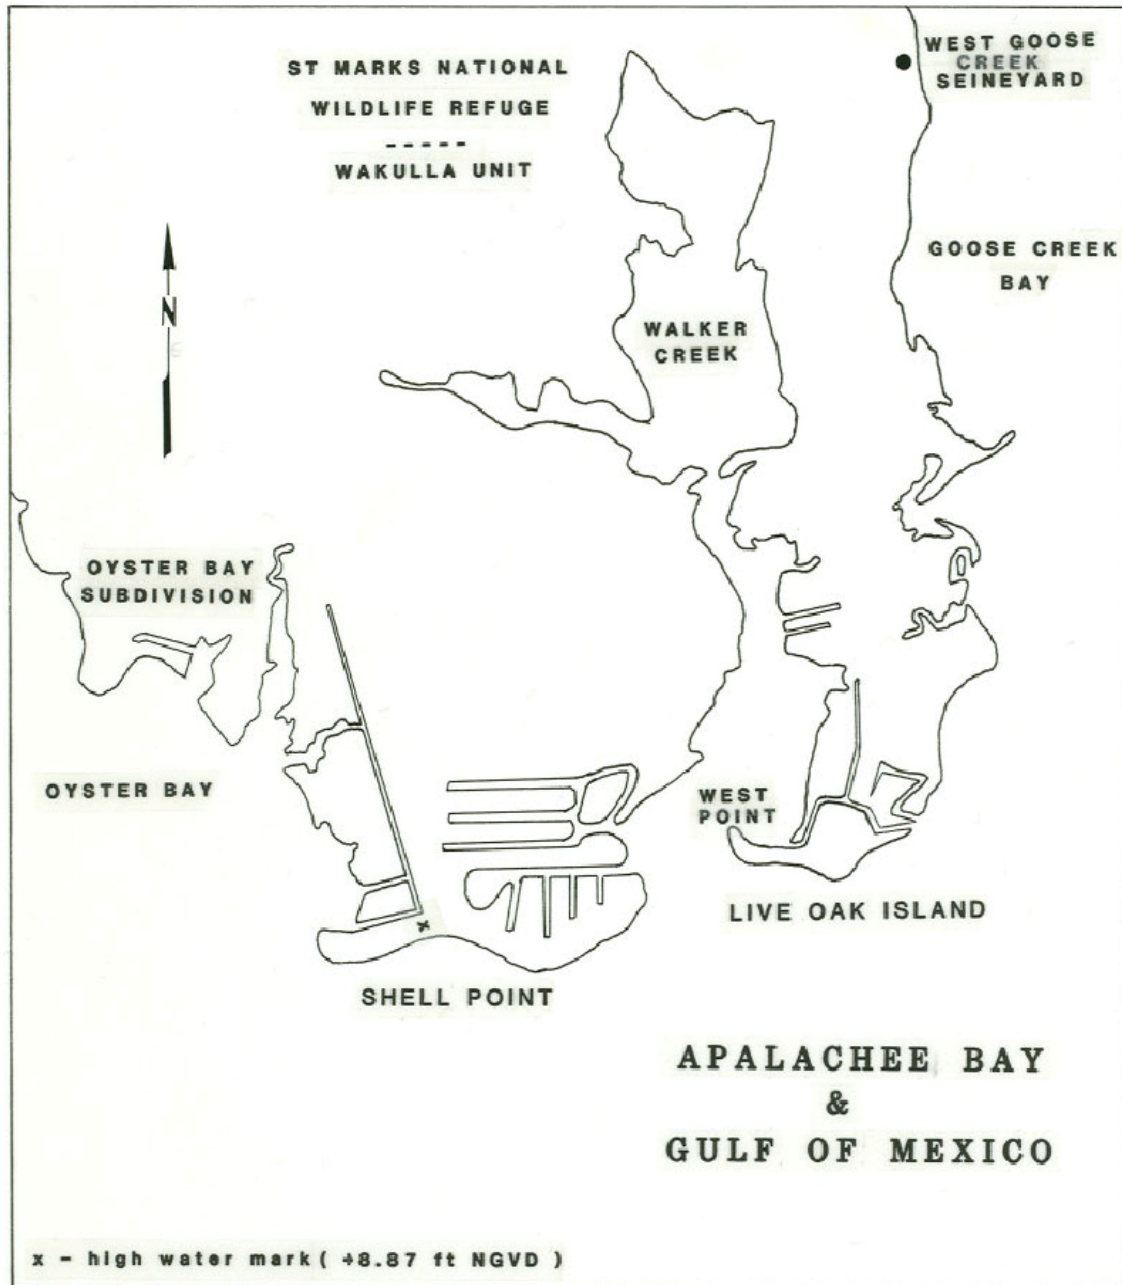 ST MARKS NATIONAL
WILDLIFE REFUGE
-----
WAKULLA UNIT
WEST GOOSE
CREEK
SEINEYARD
GOOSE CREEK
BAY
N
WALKER
CREEK
OYSTER BAY
SUBDIVISION
OYSTER BAY
WEST
POINT
LIVE OAK ISLAND
x
SHELL POINT
APALACHEE BAY
&
GULF OF MEXICO
x - high water mark ( +8.87 ft NGVD )